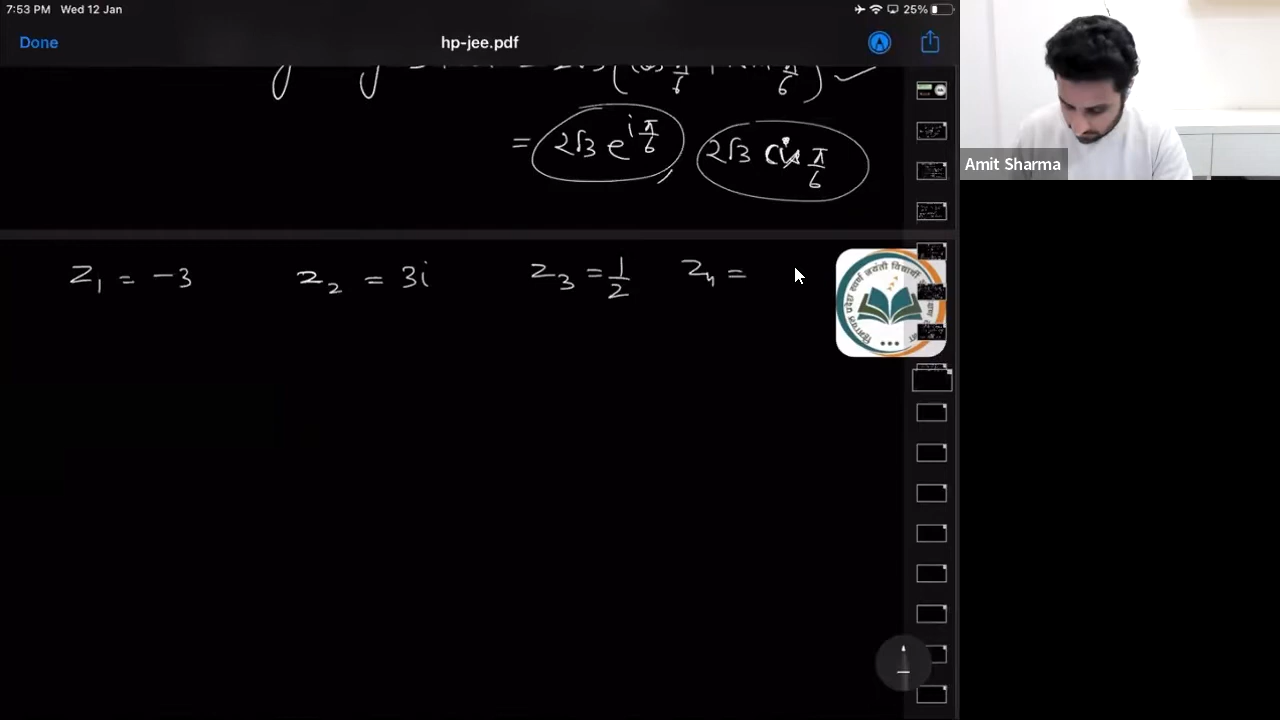 7:53 PM Wed 12 Jan 25%
Done hp-jee.pdf
= 2√3 e^{iπ/6} 2√3 cis π/6
Amit Sharma
z₁ = -3 z₂ = 3i z₃ = 1/2 z₄ =